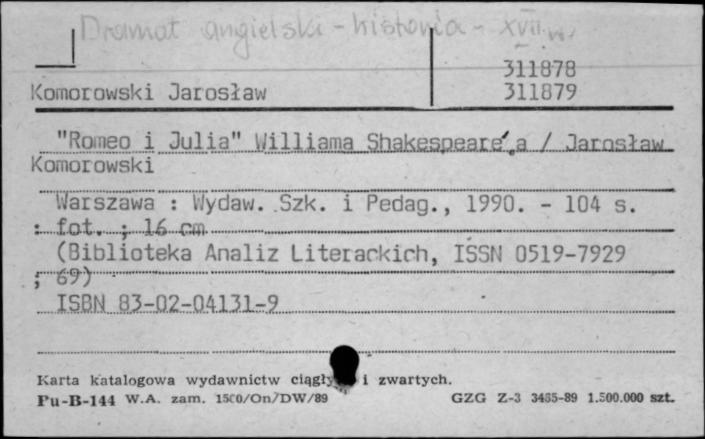 Dramat angielski - historia - XVII w.
311878
Komorowski Jarosław 311879
"Romeo i Julia" Williama Shakespeare'a / Jarosław
Komorowski
Warszawa : Wydaw. Szk. i Pedag., 1990. - 104 s.
: fot. ; 16 cm
(Biblioteka Analiz Literackich, ISSN 0519-7929
; 69)
ISBN 83-02-04131-9
Karta katalogowa wydawnictw i zwartych.
Pu-B-144 W.A. zam. 1500/On/DW/89 GZG Z-3 3485-89 1.500.000 szt.